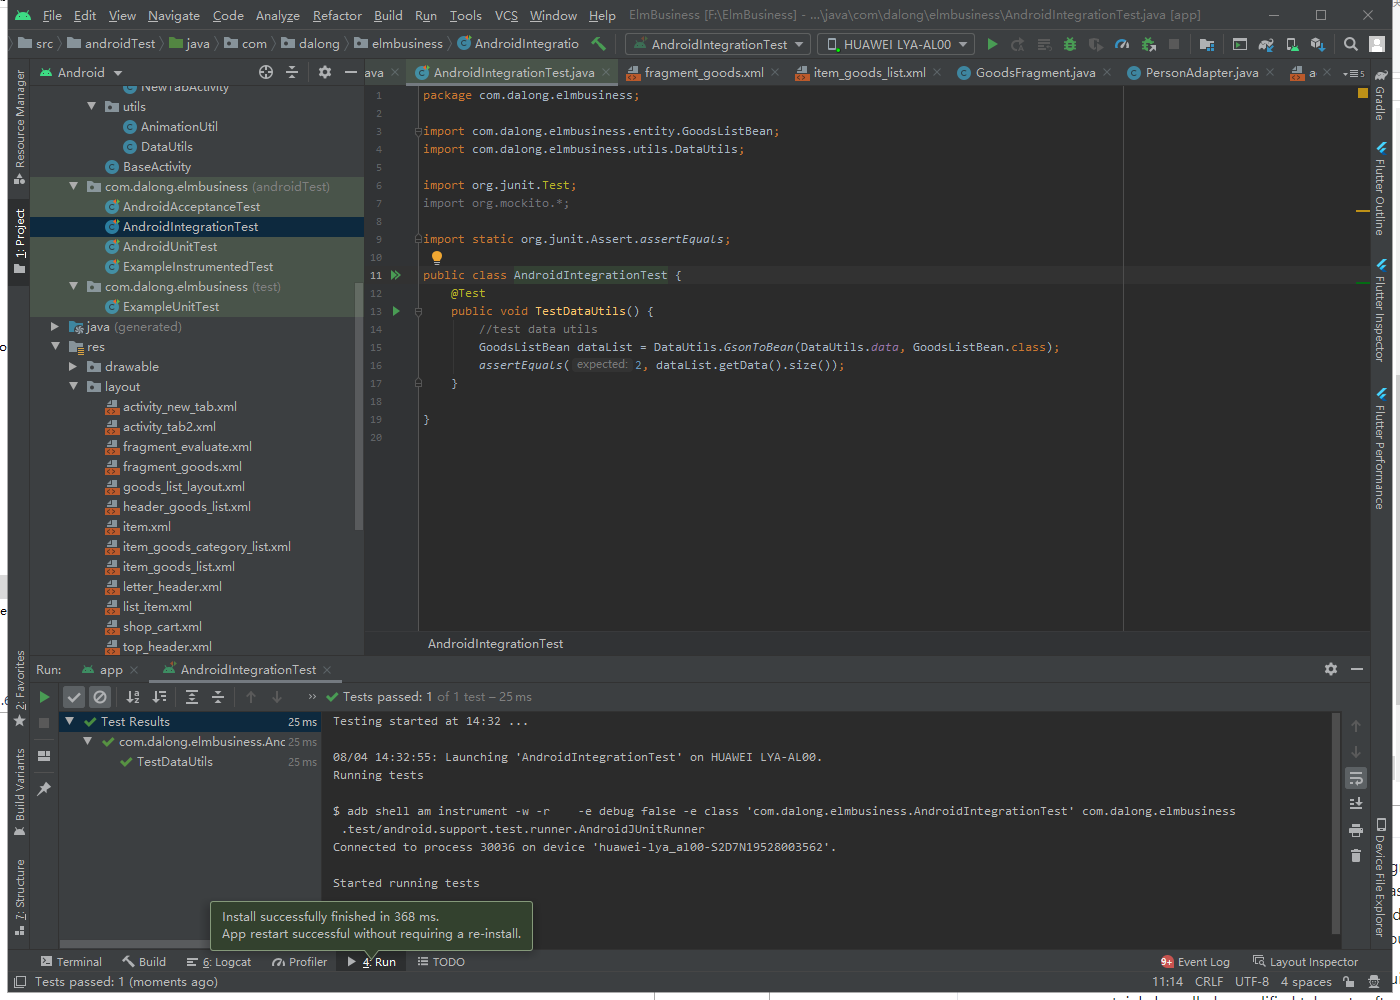 File Edit View Navigate Code Analyze Refactor Build Run Tools VCS Window Help ElmBusiness [F:\ElmBusiness] - ...\java\com\dalong\elmbusiness\AndroidIntegrationTest.java [app]
src androidTest java com dalong elmbusiness AndroidIntegratio AndroidIntegrationTest HUAWEI LYA-AL00
Android
ava AndroidIntegrationTest.java fragment_goods.xml item_goods_list.xml GoodsFragment.java PersonAdapter.java a 5
Resource Manager
1: Project
2: Favorites
Build Variants
7: Structure
NewTabActivity
utils
AnimationUtil
DataUtils
BaseActivity
com.dalong.elmbusiness (androidTest)
AndroidAcceptanceTest
AndroidIntegrationTest
AndroidUnitTest
ExampleInstrumentedTest
com.dalong.elmbusiness (test)
ExampleUnitTest
java (generated)
res
drawable
layout
activity_new_tab.xml
activity_tab2.xml
fragment_evaluate.xml
fragment_goods.xml
goods_list_layout.xml
header_goods_list.xml
item.xml
item_goods_category_list.xml
item_goods_list.xml
letter_header.xml
list_item.xml
shop_cart.xml
top_header.xml
1 package com.dalong.elmbusiness;
2
3 import com.dalong.elmbusiness.entity.GoodsListBean;
4 import com.dalong.elmbusiness.utils.DataUtils;
5
6 import org.junit.Test;
7 import org.mockito.*;
8
9 import static org.junit.Assert.assertEquals;
10
11 public class AndroidIntegrationTest {
12 @Test
13 public void TestDataUtils() {
14 //test data utils
15 GoodsListBean dataList = DataUtils.GsonToBean(DataUtils.data, GoodsListBean.class);
16 assertEquals( expected: 2, dataList.getData().size());
17 }
18
19 }
20
AndroidIntegrationTest
Gradle
Flutter Outline
Flutter Inspector
Flutter Performance
Device File Explorer
Run: app AndroidIntegrationTest
Tests passed: 1 of 1 test – 25 ms
Test Results 25 ms
com.dalong.elmbusiness.Anc 25 ms
TestDataUtils 25 ms
Testing started at 14:32 ...
08/04 14:32:55: Launching 'AndroidIntegrationTest' on HUAWEI LYA-AL00.
Running tests
$ adb shell am instrument -w -r -e debug false -e class 'com.dalong.elmbusiness.AndroidIntegrationTest' com.dalong.elmbusiness
.test/android.support.test.runner.AndroidJUnitRunner
Connected to process 30036 on device 'huawei-lya_al00-S2D7N19528003562'.
Started running tests
Install successfully finished in 368 ms.
App restart successful without requiring a re-install.
Terminal Build 6: Logcat Profiler 4: Run TODO 9+ Event Log Layout Inspector
Tests passed: 1 (moments ago) 11:14 CRLF UTF-8 4 spaces